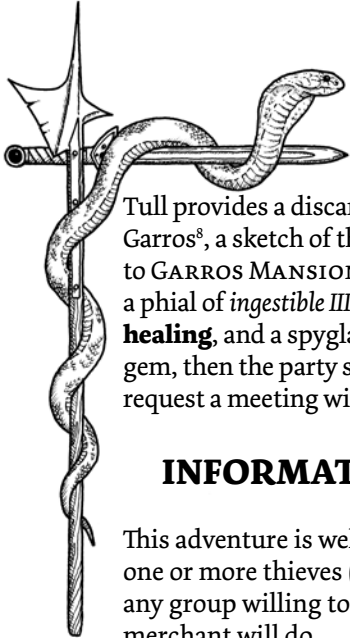 Tull provides a discar
Garros⁸, a sketch of th
to GARROS MANSION
a phial of ingestible III
healing, and a spygla
gem, then the party s
request a meeting wi
INFORMAT
This adventure is wel
one or more thieves (
any group willing to
merchant will do